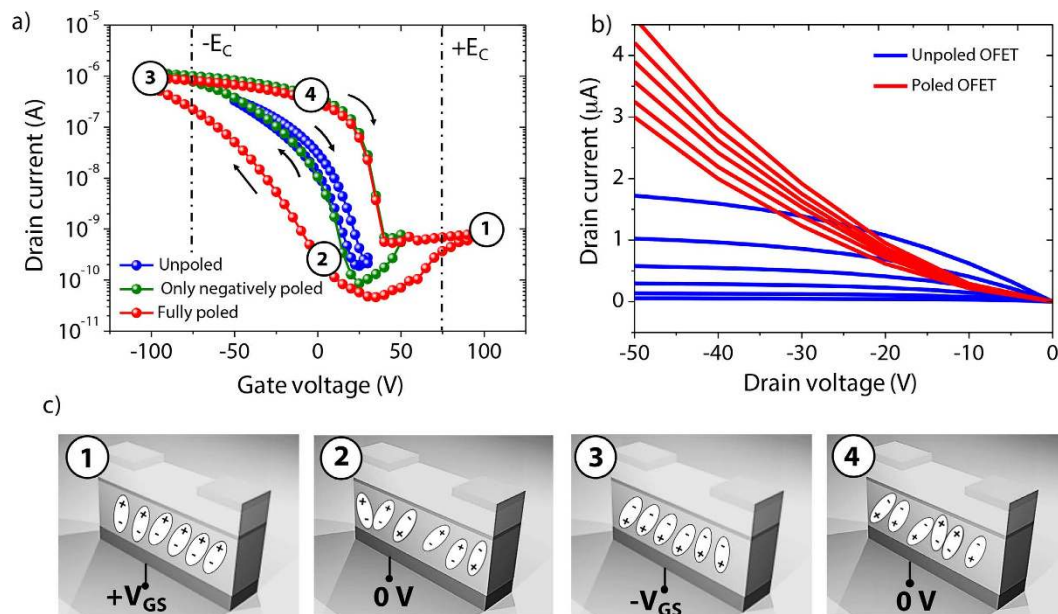 a)
-E_C
+E_C
10^-5
10^-6
10^-7
10^-8
10^-9
10^-10
10^-11
Drain current (A)
3
4
2
1
Unpoled
Only negatively poled
Fully poled
-100
-50
0
50
100
Gate voltage (V)
b)
4
3
2
1
0
Drain current (μA)
Unpoled OFET
Poled OFET
-50
-40
-30
-20
-10
0
Drain voltage (V)
c)
1
+V_GS
2
0 V
3
-V_GS
4
0 V